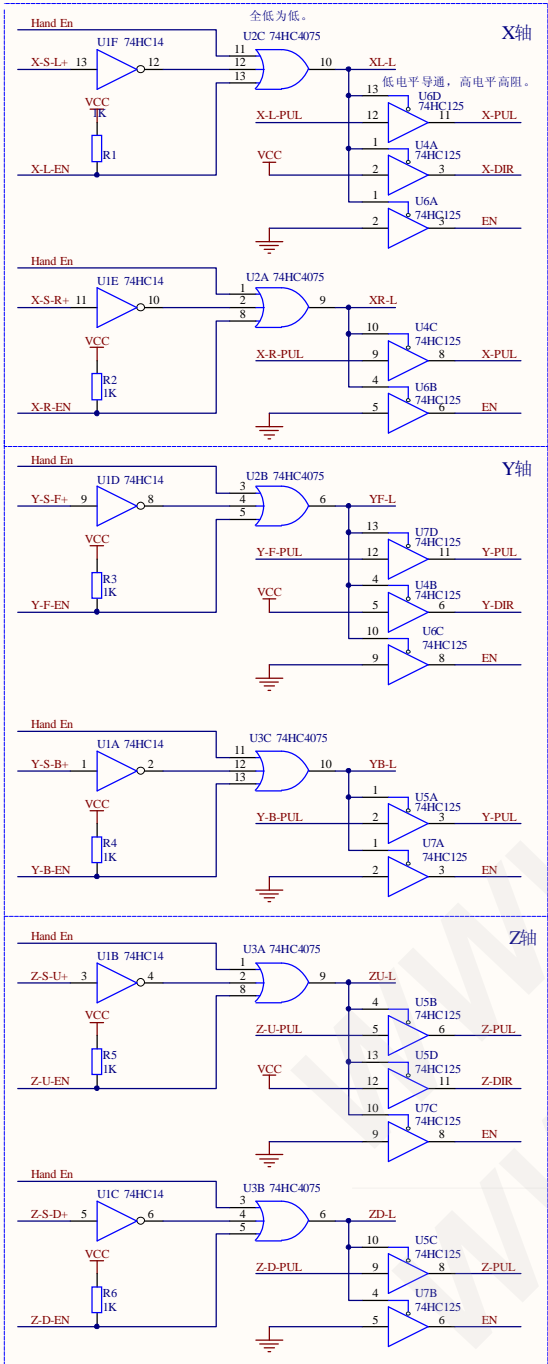 全低为低。
X轴
Hand En
U1F 74HC14
U2C 74HC4075
11
X-S-L+ 13
12
12
10
XL-L
13
低电平导通，高电平高阻。
VCC
1K
R1
X-L-EN
13
U6D
74HC125
X-L-PUL
12
11
X-PUL
1
U4A
74HC125
VCC
2
3
X-DIR
1
U6A
74HC125
2
3
EN
Hand En
U1E 74HC14
U2A 74HC4075
1
X-S-R+ 11
10
2
9
XR-L
8
VCC
R2
1K
X-R-EN
10
U4C
74HC125
X-R-PUL
9
8
X-PUL
4
U6B
74HC125
5
6
EN
Y轴
Hand En
U1D 74HC14
U2B 74HC4075
3
Y-S-F+ 9
8
4
6
YF-L
5
VCC
R3
1K
Y-F-EN
13
U7D
74HC125
Y-F-PUL
12
11
Y-PUL
4
U4B
74HC125
VCC
5
6
Y-DIR
10
U6C
74HC125
9
8
EN
Hand En
U1A 74HC14
U3C 74HC4075
11
Y-S-B+ 1
2
12
10
YB-L
13
VCC
R4
1K
Y-B-EN
1
U5A
74HC125
Y-B-PUL
2
3
Y-PUL
1
U7A
74HC125
2
3
EN
Z轴
Hand En
U1B 74HC14
U3A 74HC4075
1
Z-S-U+ 3
4
2
9
ZU-L
8
VCC
R5
1K
Z-U-EN
4
U5B
74HC125
Z-U-PUL
5
6
Z-PUL
13
U5D
74HC125
VCC
12
11
Z-DIR
10
U7C
74HC125
9
8
EN
Hand En
U1C 74HC14
U3B 74HC4075
3
Z-S-D+ 5
6
4
6
ZD-L
5
VCC
R6
1K
Z-D-EN
10
U5C
74HC125
Z-D-PUL
9
8
Z-PUL
4
U7B
74HC125
5
6
EN